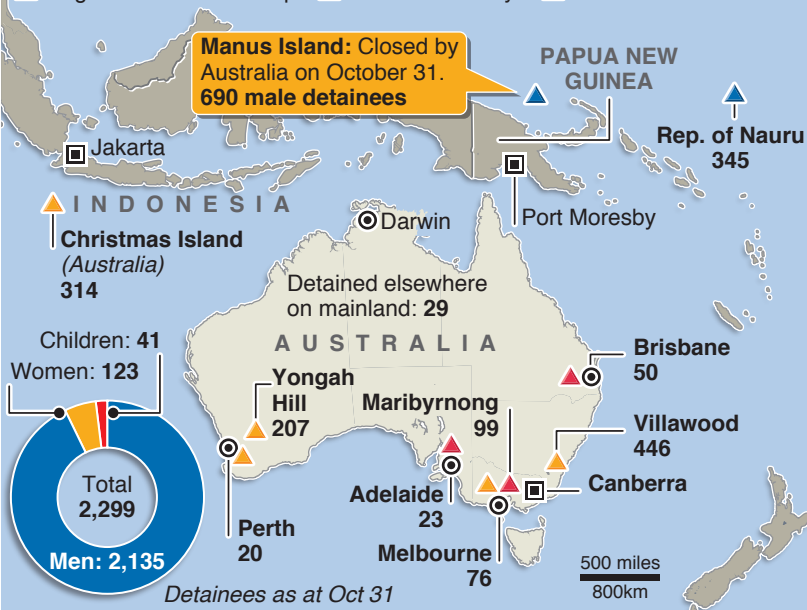 Manus Island: Closed by
Australia on October 31.
690 male detainees
PAPUA NEW
GUINEA
Rep. of Nauru
345
Jakarta
INDONESIA
Port Moresby
Darwin
Christmas Island
(Australia)
314
Detained elsewhere
on mainland: 29
AUSTRALIA
Children: 41
Women: 123
Brisbane
50
Yongah
Hill
207
Maribyrnong
99
Villawood
446
Total
2,299
Canberra
Adelaide
23
Perth
20
Men: 2,135
Melbourne
76
500 miles
800km
Detainees as at Oct 31